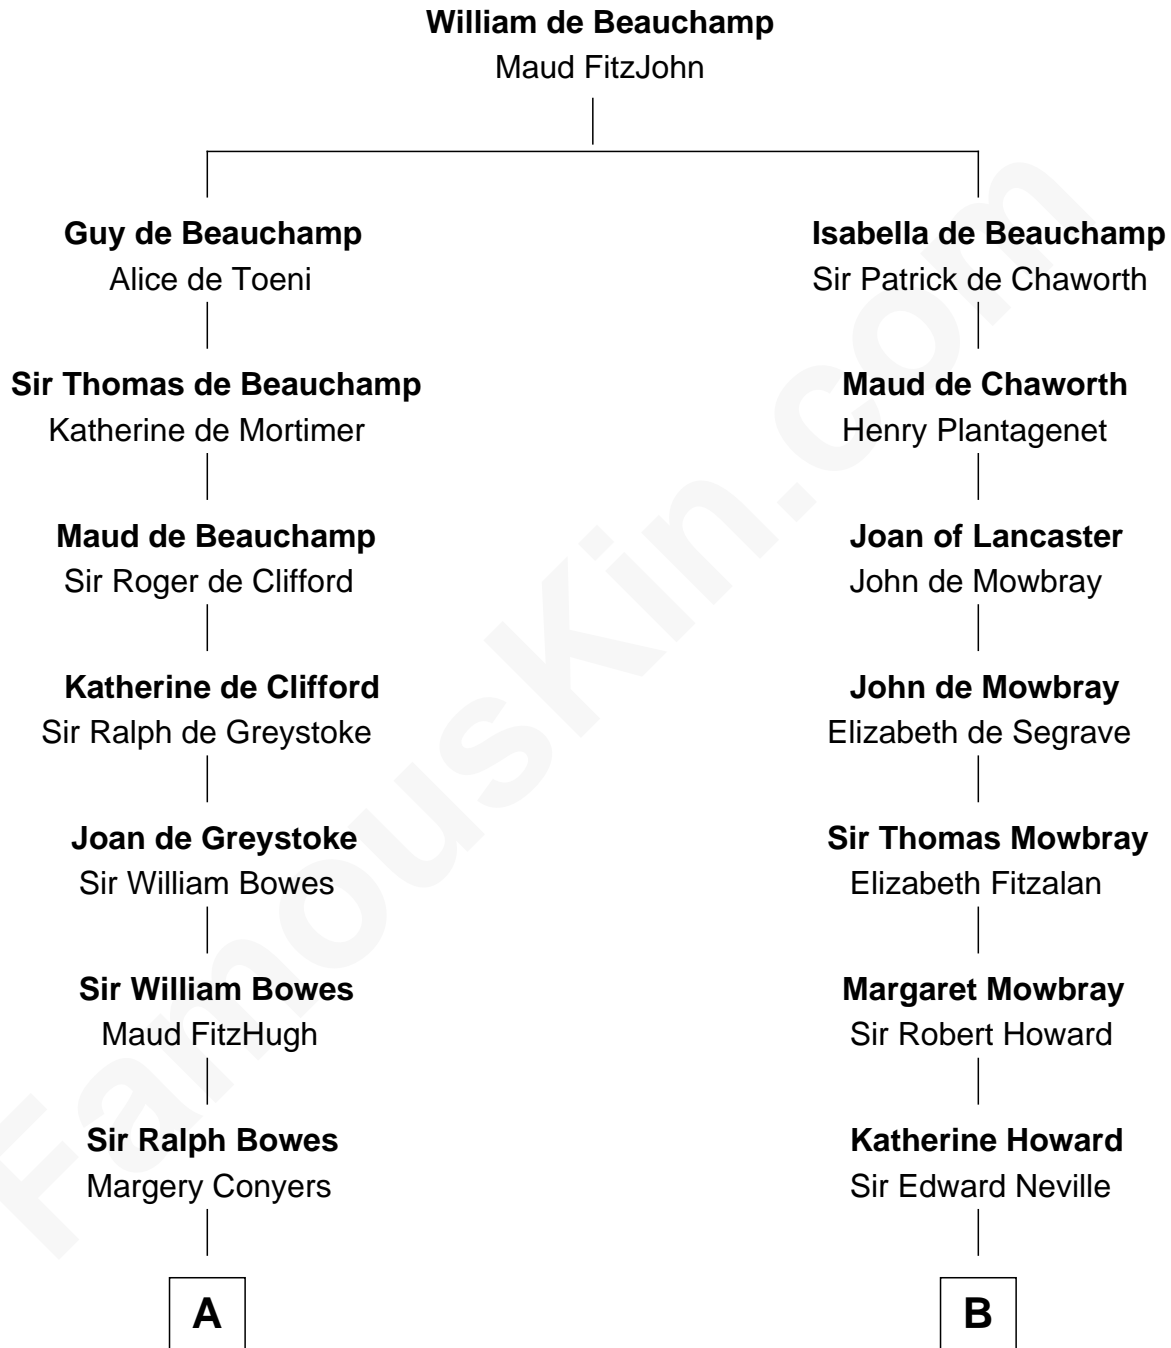 William de Beauchamp
Maud FitzJohn
Guy de Beauchamp
Alice de Toeni
Isabella de Beauchamp
Sir Patrick de Chaworth
Sir Thomas de Beauchamp
Katherine de Mortimer
Maud de Chaworth
Henry Plantagenet
Maud de Beauchamp
Sir Roger de Clifford
Joan of Lancaster
John de Mowbray
Katherine de Clifford
Sir Ralph de Greystoke
John de Mowbray
Elizabeth de Segrave
Joan de Greystoke
Sir William Bowes
Sir Thomas Mowbray
Elizabeth Fitzalan
Sir William Bowes
Maud FitzHugh
Margaret Mowbray
Sir Robert Howard
Sir Ralph Bowes
Margery Conyers
Katherine Howard
Sir Edward Neville
A
B
FamousKin.com